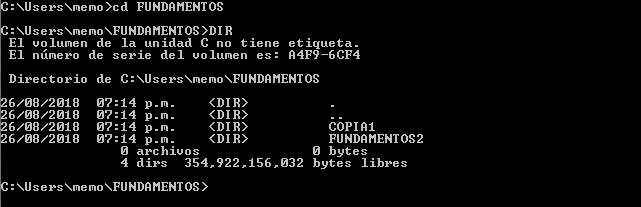 C:\Users\memo>cd FUNDAMENTOS
C:\Users\memo\FUNDAMENTOS>DIR
El volumen de la unidad C no tiene etiqueta.
El número de serie del volumen es: A4F9-6CF4
Directorio de C:\Users\memo\FUNDAMENTOS
26/08/2018 07:14 p.m. <DIR> .
26/08/2018 07:14 p.m. <DIR> ..
26/08/2018 07:14 p.m. <DIR> COPIA1
26/08/2018 07:14 p.m. <DIR> FUNDAMENTOS2
0 archivos 0 bytes
4 dirs 354,922,156,032 bytes libres
C:\Users\memo\FUNDAMENTOS>